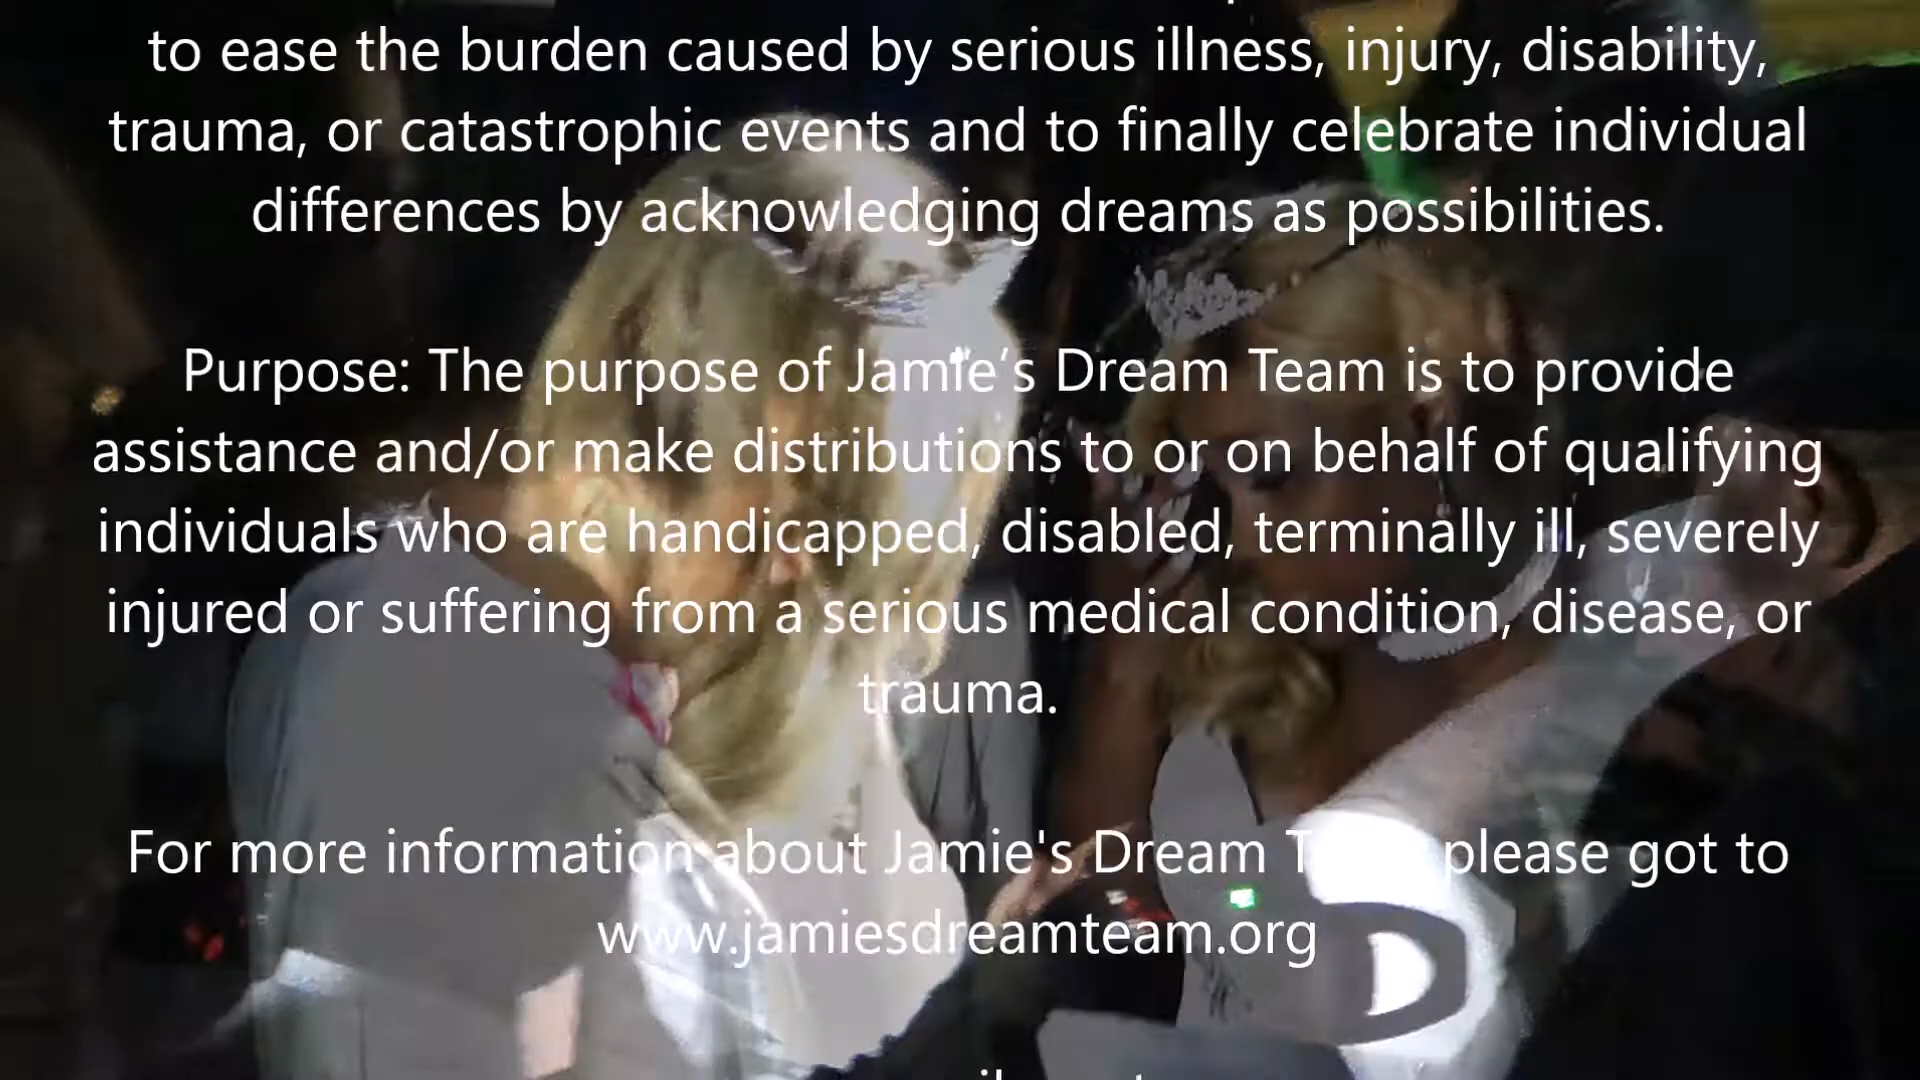 to ease the burden caused by serious illness, injury, disability,
trauma, or catastrophic events and to finally celebrate individual
differences by acknowledging dreams as possibilities.
Purpose: The purpose of Jamie’s Dream Team is to provide
assistance and/or make distributions to or on behalf of qualifying
individuals who are handicapped, disabled, terminally ill, severely
injured or suffering from a serious medical condition, disease, or
trauma.
For more information about Jamie's Dream Team please got to
www.jamiesdreamteam.org